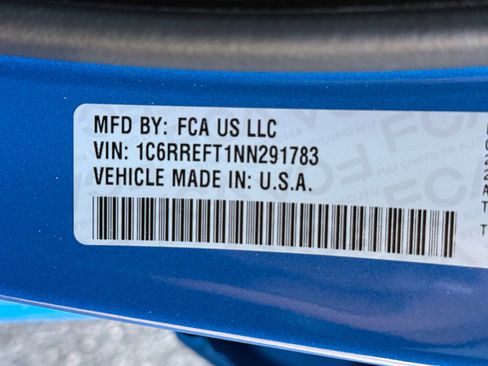 MFD BY: FCA US LLC
VIN: 1C6RREFT1NN291783
VEHICLE MADE IN: U.S.A.